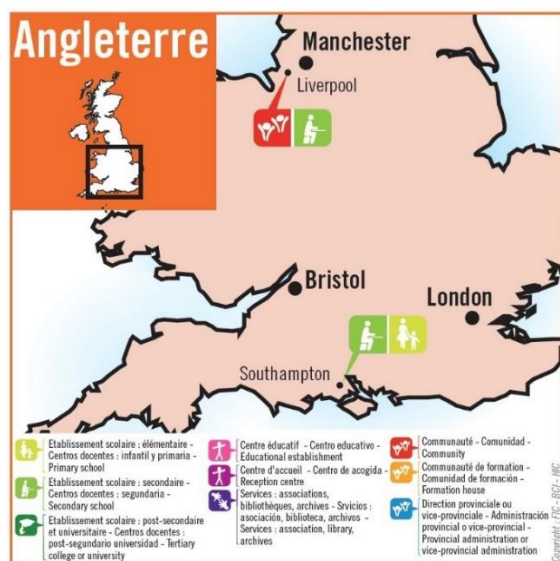 Angleterre
Manchester
Liverpool
Bristol
London
Southampton
Etablissement scolaire : élémentaire -
Centros docentes : infantil y primaria -
Primary school
Etablissement scolaire : secondaire -
Centros docentes : segundaria -
Secondary school
Etablissement scolaire : post-secondaire
et universitaire - Centros docentes :
post-segundario universidad - Tertiary
college or university
Centre éducatif - Centro educativo -
Educational establishment
Centre d'accueil - Centro de acogida -
Reception centre
Services : associations,
bibliothèques, archives - Srvicios :
asociación, biblioteca, archivos -
Services : association, library,
archives
Communauté - Comunidad -
Community
Communauté de formation -
Comunidad de formación -
Formation house
Direction provinciale ou
vice-provinciale - Administración
provincial o vice-provincial -
Provincial administration or
vice-provincial administration